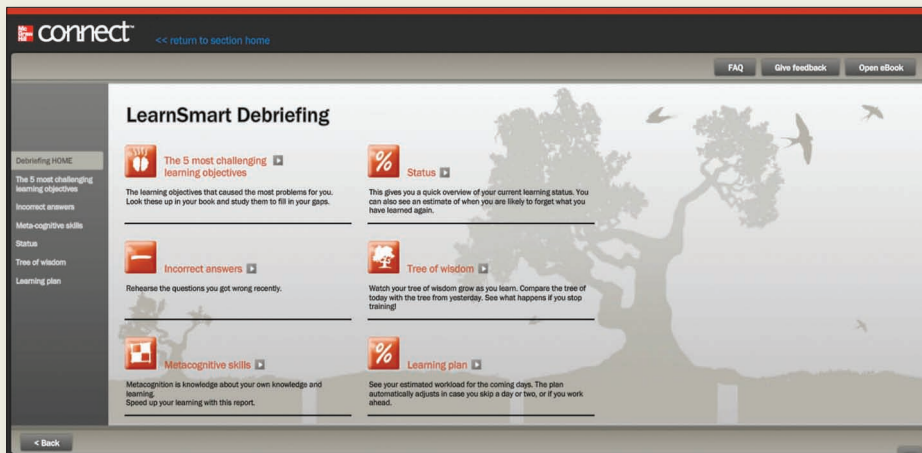 Mc
Graw
Hill
connect™
<< return to section home
FAQ
Give feedback
Open eBook
LearnSmart Debriefing
Debriefing HOME
The 5 most challenging
learning objectives
Incorrect answers
Meta-cognitive skills
Status
Tree of wisdom
Learning plan
The 5 most challenging
learning objectives
The learning objectives that caused the most problems for you.
Look these up in your book and study them to fill in your gaps.
%
Status
This gives you a quick overview of your current learning status. You
can also see an estimate of when you are likely to forget what you
have learned again.
Incorrect answers
Rehearse the questions you got wrong recently.
Tree of wisdom
Watch your tree of wisdom grow as you learn. Compare the tree of
today with the tree from yesterday. See what happens if you stop
training!
Metacognitive skills
Metacognition is knowledge about your own knowledge and
learning.
Speed up your learning with this report.
%
Learning plan
See your estimated workload for the coming days. The plan
automatically adjusts in case you skip a day or two, or if you work
ahead.
< Back